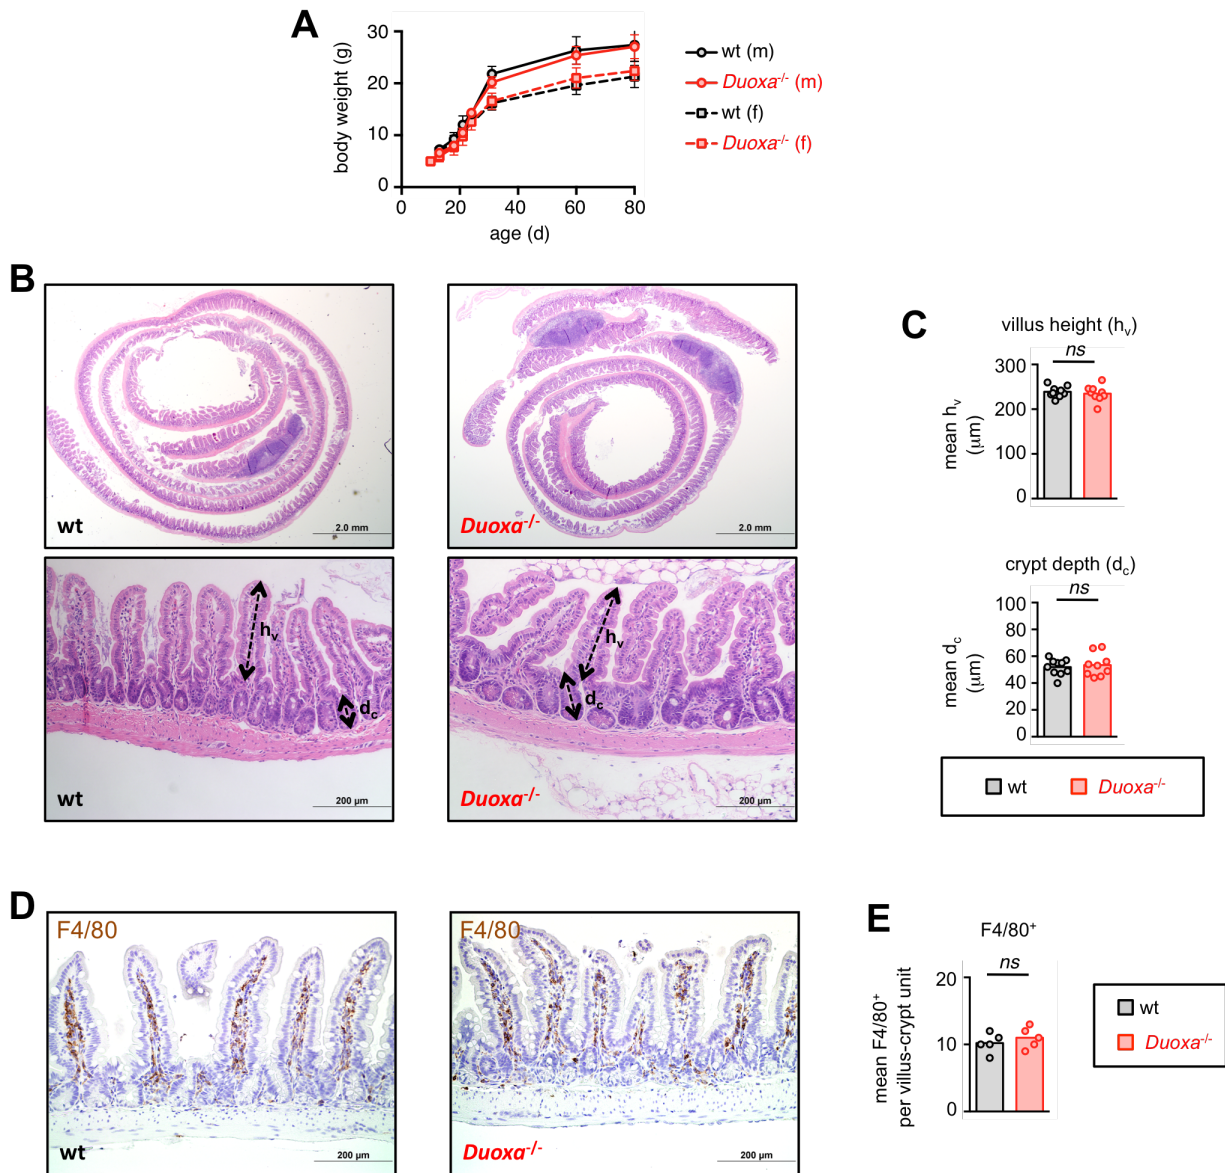 A
body weight (g)
30
20
10
0
0 20 40 60 80
age (d)
wt (m)
Duoxa-/- (m)
wt (f)
Duoxa-/- (f)
B
wt
2.0 mm
Duoxa-/-
2.0 mm
hv
dc
wt
200 µm
hv
dc
Duoxa-/-
200 µm
C
villus height (hv)
ns
mean hv
(µm)
300
200
100
0
crypt depth (dc)
ns
mean dc
(µm)
100
80
60
40
20
0
wt
Duoxa-/-
D
F4/80
wt
200 µm
F4/80
Duoxa-/-
200 µm
E
F4/80+
ns
mean F4/80+
per villus-crypt unit
20
10
0
wt
Duoxa-/-